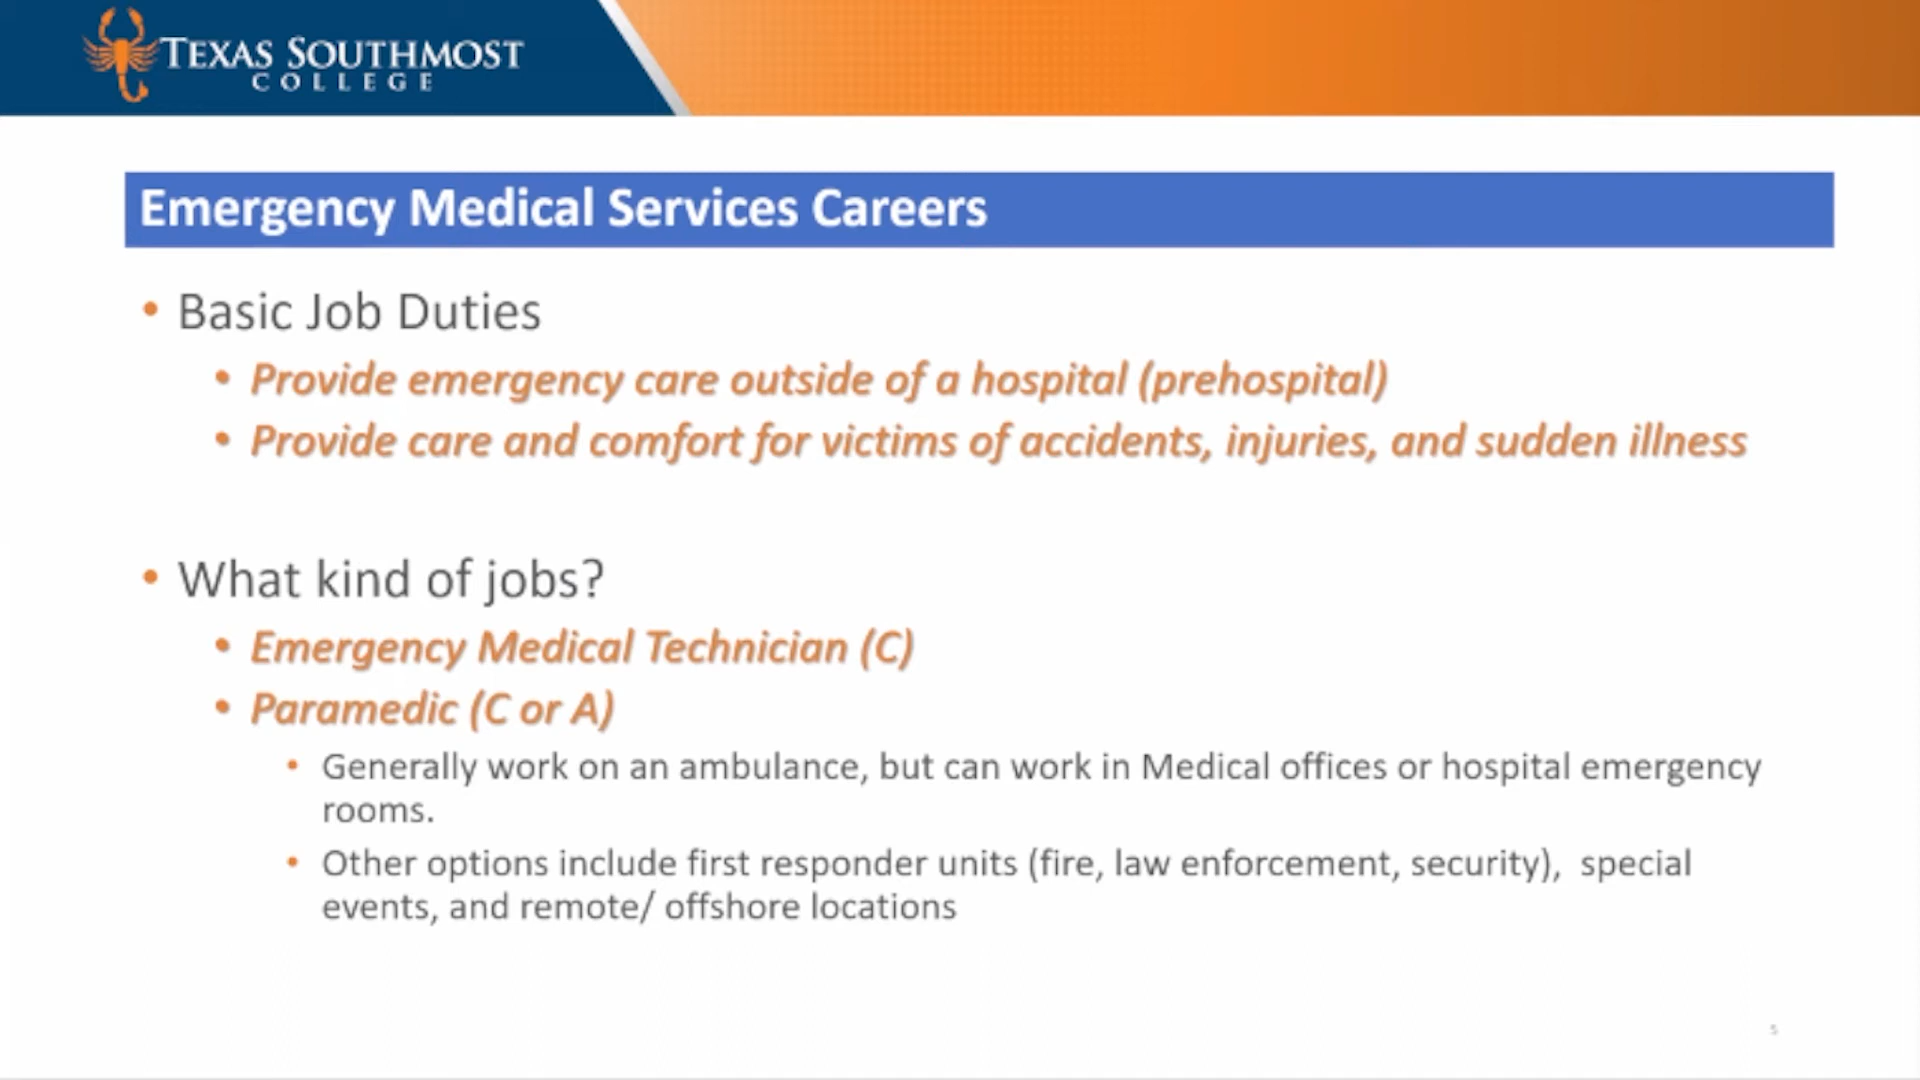 TEXAS SOUTHMOST
COLLEGE
Emergency Medical Services Careers
• Basic Job Duties
• Provide emergency care outside of a hospital (prehospital)
• Provide care and comfort for victims of accidents, injuries, and sudden illness
• What kind of jobs?
• Emergency Medical Technician (C)
• Paramedic (C or A)
• Generally work on an ambulance, but can work in Medical offices or hospital emergency
rooms.
• Other options include first responder units (fire, law enforcement, security),  special
events, and remote/ offshore locations
5